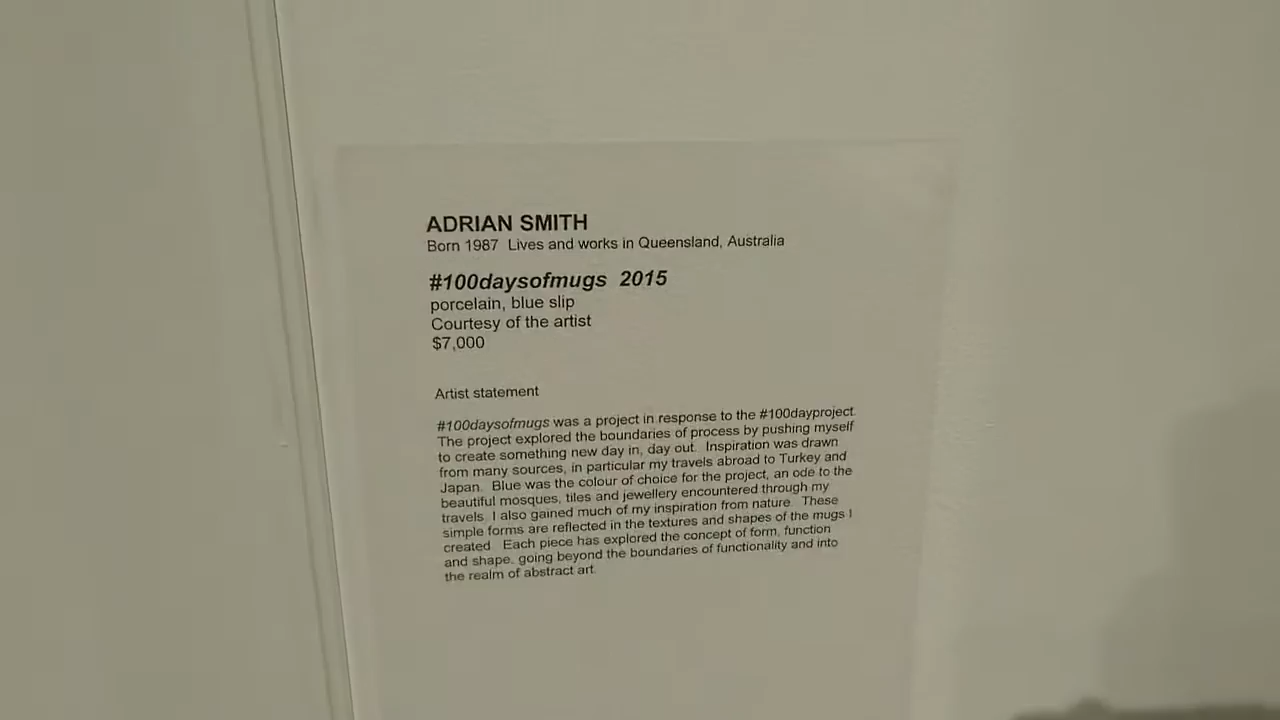 ADRIAN SMITH
Born 1987  Lives and works in Queensland, Australia
#100daysofmugs  2015
porcelain, blue slip
Courtesy of the artist
$7,000
Artist statement
#100daysofmugs was a project in response to the #100dayproject.
The project explored the boundaries of process by pushing myself
to create something new day in, day out.  Inspiration was drawn
from many sources, in particular my travels abroad to Turkey and
Japan.  Blue was the colour of choice for the project, an ode to the
beautiful mosques, tiles and jewellery encountered through my
travels. I also gained much of my inspiration from nature.  These
simple forms are reflected in the textures and shapes of the mugs I
created.  Each piece has explored the concept of form, function
and shape, going beyond the boundaries of functionality and into
the realm of abstract art.